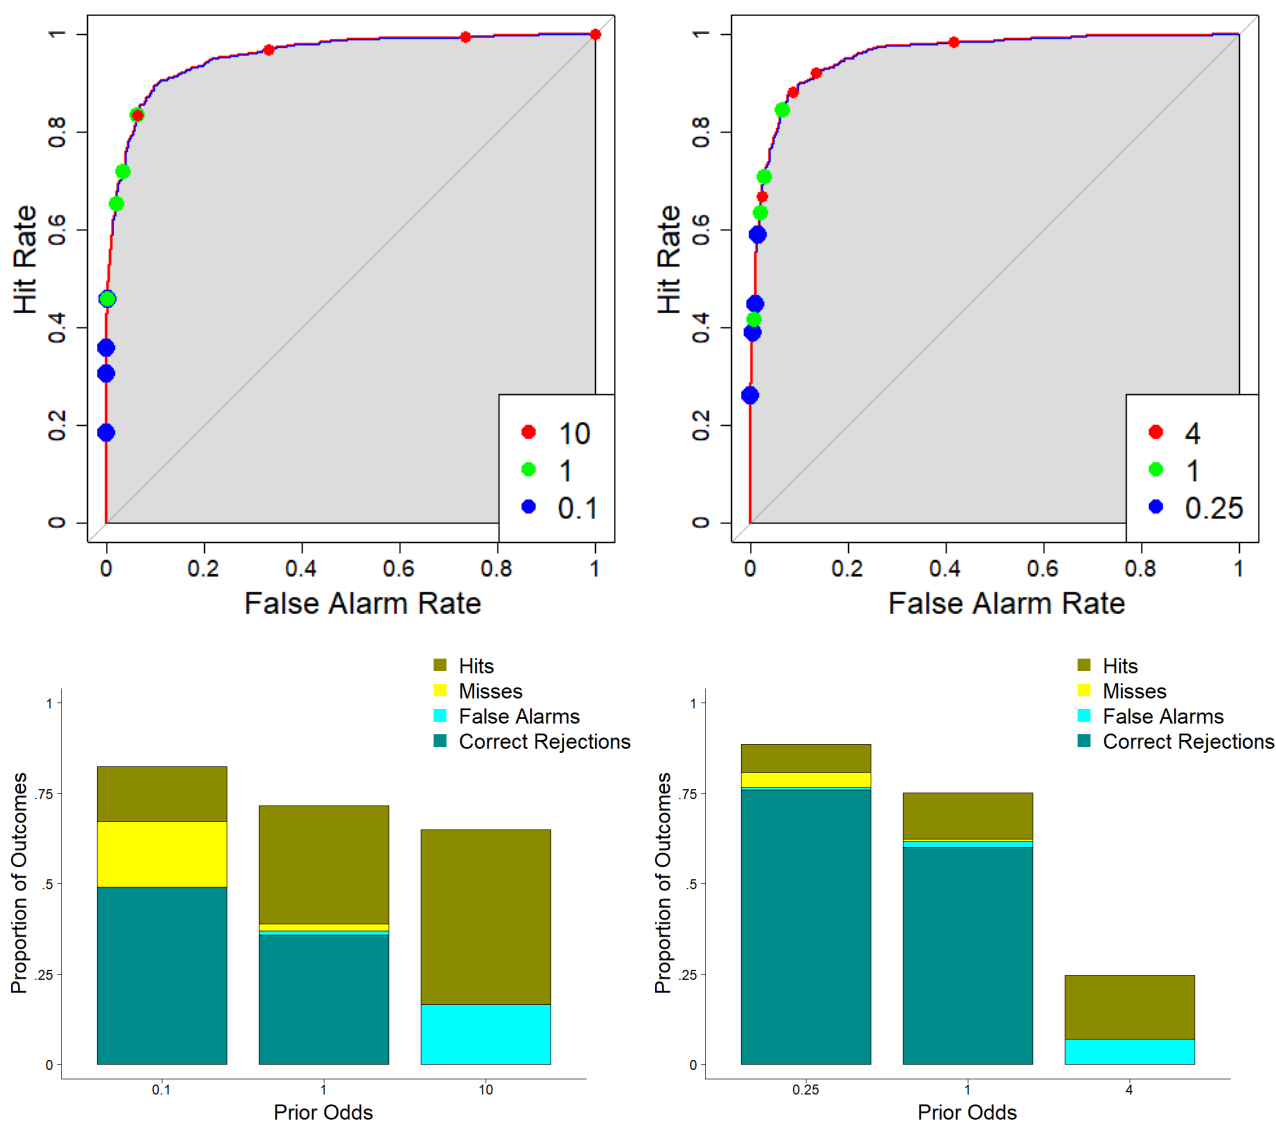 Hit Rate
1
0.8
0.6
0.4
0.2
0
0 0.2 0.4 0.6 0.8 1
False Alarm Rate
10
1
0.1
Hit Rate
1
0.8
0.6
0.4
0.2
0
0 0.2 0.4 0.6 0.8 1
False Alarm Rate
4
1
0.25
Hits
Misses
False Alarms
Correct Rejections
Proportion of Outcomes
1
.75
.5
.25
0
0.1 1 10
Prior Odds
Hits
Misses
False Alarms
Correct Rejections
Proportion of Outcomes
1
.75
.5
.25
0
0.25 1 4
Prior Odds